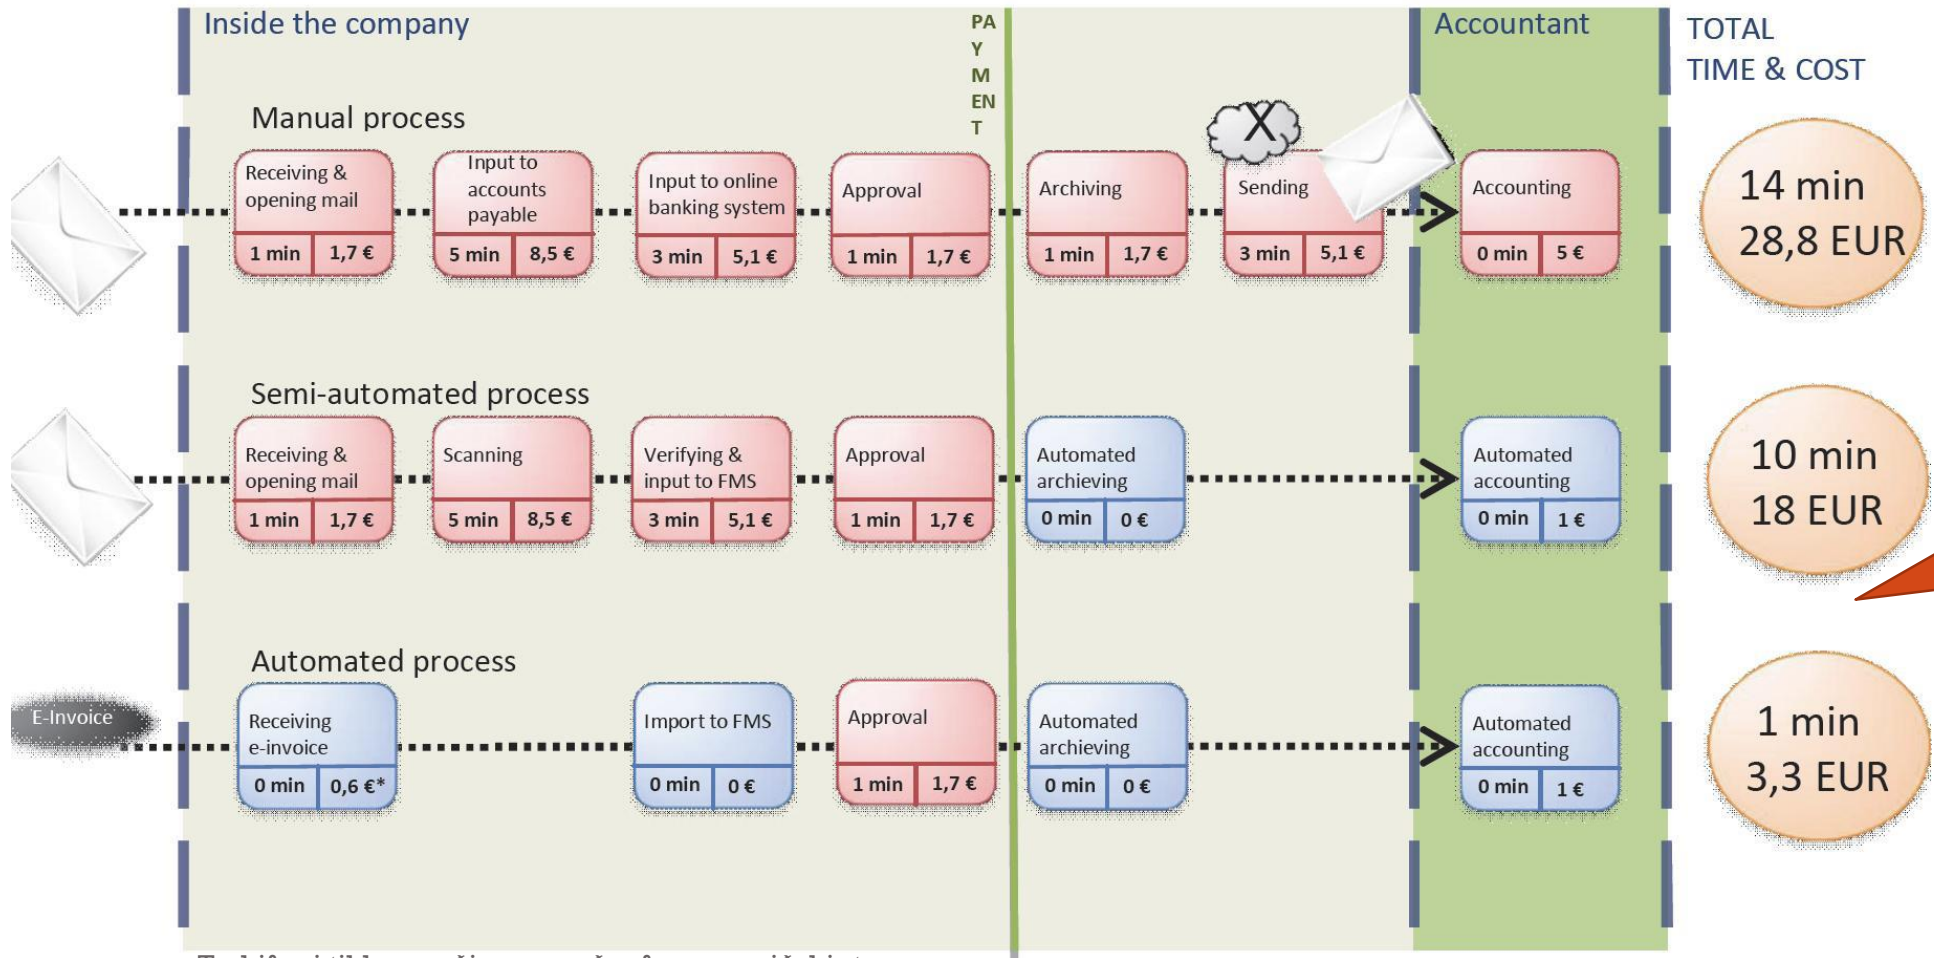 Inside the company
PA
Y
M
EN
T
Accountant
TOTAL
TIME & COST
Manual process
Receiving &
opening mail
1 min 1,7 €
Input to
accounts
payable
5 min 8,5 €
Input to online
banking system
3 min 5,1 €
Approval
1 min 1,7 €
Archiving
1 min 1,7 €
X
Sending
3 min 5,1 €
Accounting
0 min 5 €
14 min
28,8 EUR
Semi-automated process
Receiving &
opening mail
1 min 1,7 €
Scanning
5 min 8,5 €
Verifying &
input to FMS
3 min 5,1 €
Approval
1 min 1,7 €
Automated
archieving
0 min 0 €
Automated
accounting
0 min 1 €
10 min
18 EUR
Automated process
E-Invoice
Receiving
e-invoice
0 min 0,6 €*
Import to FMS
0 min 0 €
Approval
1 min 1,7 €
Automated
archieving
0 min 0 €
Automated
accounting
0 min 1 €
1 min
3,3 EUR